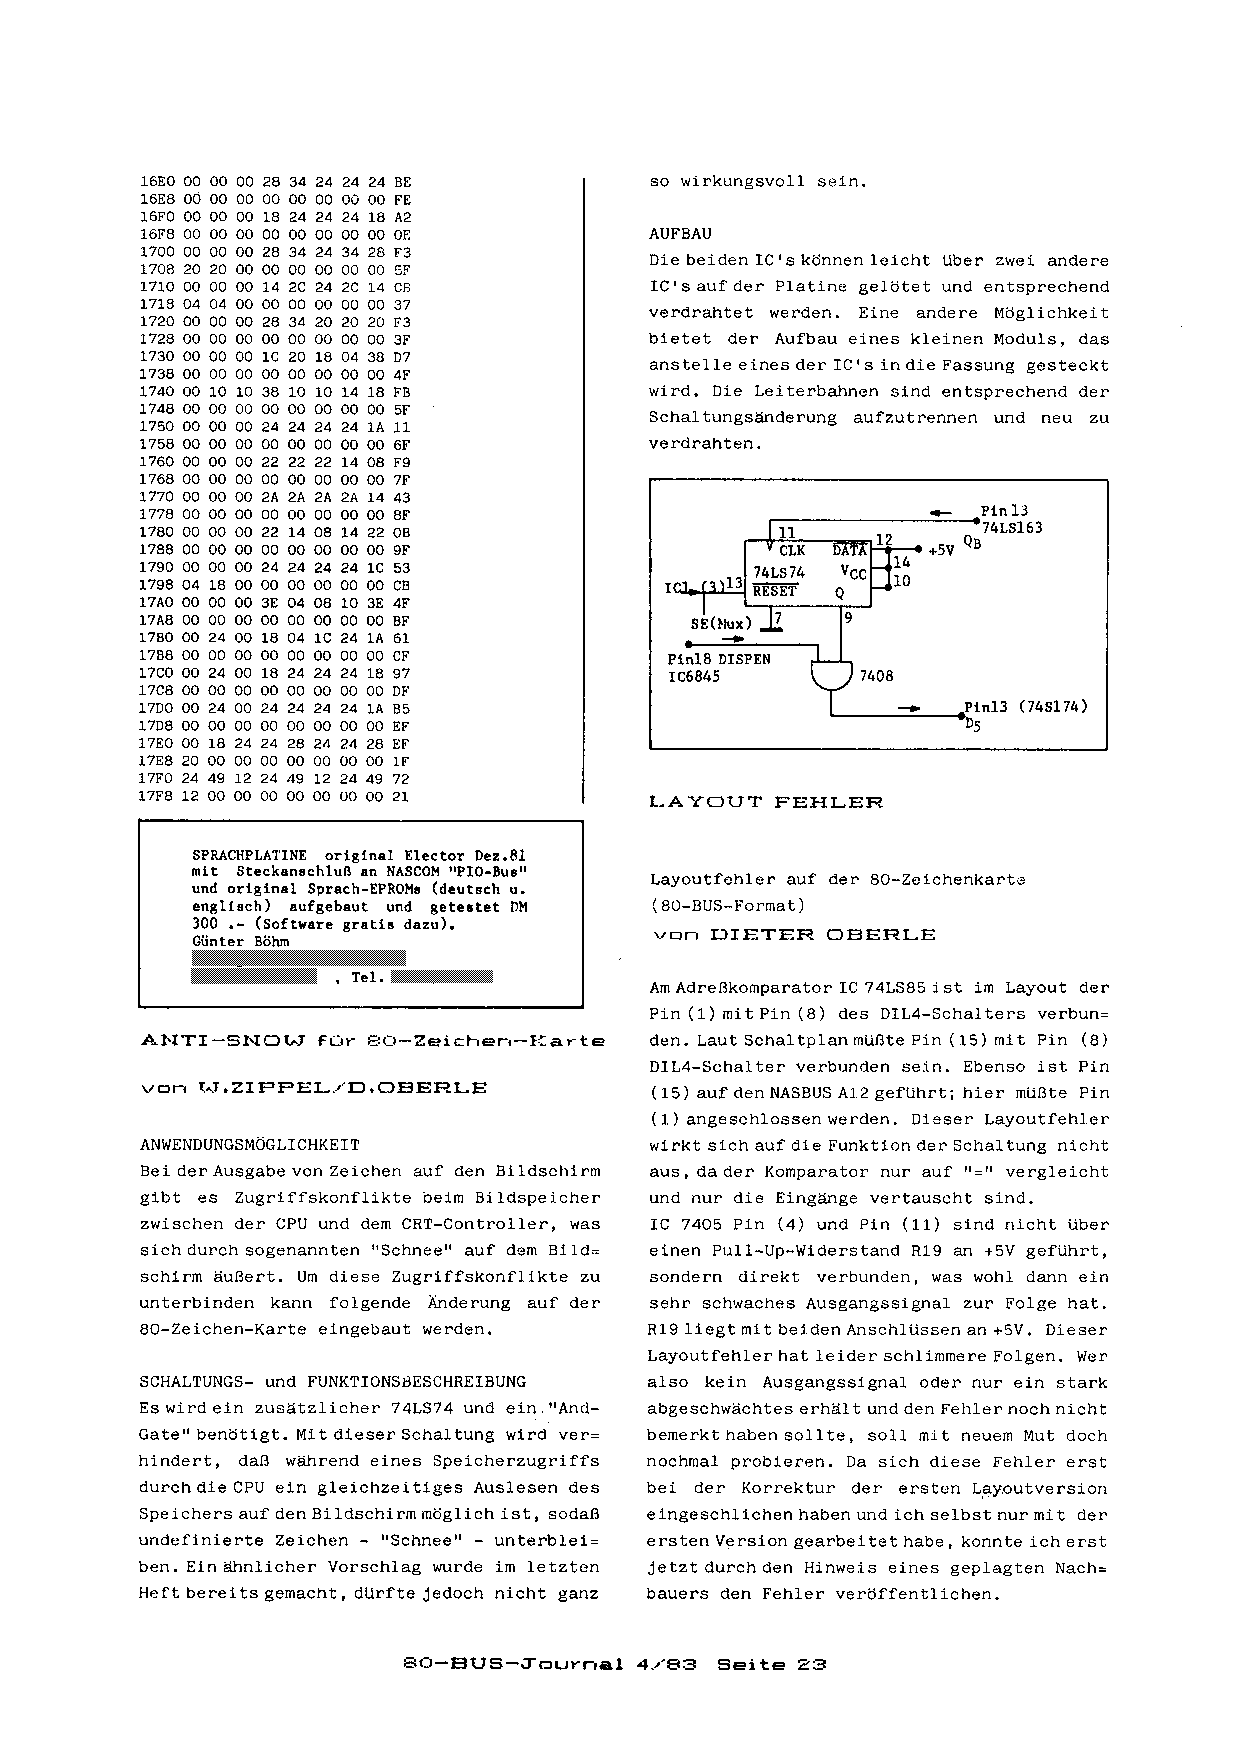 16E0 00 00 00 28 34 24 24 24 BE
16E8 00 00 00 00 00 00 00 00 FE
16F0 00 00 00 18 24 24 24 18 A2
16F8 00 00 00 00 00 00 00 00 0E
1700 00 00 00 28 34 24 34 28 F3
1708 20 20 00 00 00 00 00 00 5F
1710 00 00 00 14 2C 24 2C 14 CB
1718 04 04 00 00 00 00 00 00 37
1720 00 00 00 28 34 20 20 20 F3
1728 00 00 00 00 00 00 00 00 3F
1730 00 00 00 1C 20 18 04 38 D7
1738 00 00 00 00 00 00 00 00 4F
1740 00 10 10 38 10 10 14 18 FB
1748 00 00 00 00 00 00 00 00 5F
1750 00 00 00 24 24 24 24 1A 11
1758 00 00 00 00 00 00 00 00 6F
1760 00 00 00 22 22 22 14 08 F9
1768 00 00 00 00 00 00 00 00 7F
1770 00 00 00 2A 2A 2A 2A 14 43
1778 00 00 00 00 00 00 00 00 8F
1780 00 00 00 22 14 08 14 22 0B
1788 00 00 00 00 00 00 00 00 9F
1790 00 00 00 24 24 24 24 1C 53
1798 04 18 00 00 00 00 00 00 CB
17A0 00 00 00 3E 04 08 10 3E 4F
17A8 00 00 00 00 00 00 00 00 BF
17B0 00 24 00 18 04 1C 24 1A 61
17B8 00 00 00 00 00 00 00 00 CF
17C0 00 24 00 18 24 24 24 18 97
17C8 00 00 00 00 00 00 00 00 DF
17D0 00 24 00 24 24 24 24 1A B5
17D8 00 00 00 00 00 00 00 00 EF
17E0 00 18 24 24 28 24 24 28 EF
17E8 20 00 00 00 00 00 00 00 1F
17F0 24 49 12 24 49 12 24 49 72
17F8 12 00 00 00 00 00 00 00 21
SPRACHPLATINE original Elector Dez.81
mit Steckanschluß an NASCOM "PIO-Bus"
und original Sprach-EPROMs (deutsch u.
englisch) aufgebaut und getestet DM
300 .- (Software gratis dazu).
Günter Böhm
, Tel.
ANTI-SNOW für 80-Zeichen-Karte
von W.ZIPPEL/D.OBERLE
ANWENDUNGSMÖGLICHKEIT
Bei der Ausgabe von Zeichen auf den Bildschirm
gibt es Zugriffskonflikte beim Bildspeicher
zwischen der CPU und dem CRT-Controller, was
sich durch sogenannten "Schnee" auf dem Bild=
schirm äußert. Um diese Zugriffskonflikte zu
unterbinden kann folgende Änderung auf der
80-Zeichen-Karte eingebaut werden.
SCHALTUNGS- und FUNKTIONSBESCHREIBUNG
Es wird ein zusätzlicher 74LS74 und ein "And-
Gate" benötigt. Mit dieser Schaltung wird ver=
hindert, daß während eines Speicherzugriffs
durch die CPU ein gleichzeitiges Auslesen des
Speichers auf den Bildschirm möglich ist, sodaß
undefinierte Zeichen - "Schnee" - unterblei=
ben. Ein ähnlicher Vorschlag wurde im letzten
Heft bereits gemacht, dürfte jedoch nicht ganz
so wirkungsvoll sein.
AUFBAU
Die beiden IC's können leicht über zwei andere
IC's auf der Platine gelötet und entsprechend
verdrahtet werden. Eine andere Möglichkeit
bietet der Aufbau eines kleinen Moduls, das
anstelle eines der IC's in die Fassung gesteckt
wird. Die Leiterbahnen sind entsprechend der
Schaltungsänderung aufzutrennen und neu zu
verdrahten.
Pin13
74LS163
QB
11
CLK DATA 12
+5V
74LS74 VCC 14
IC1 (3) 13 RESET Q 10
SE(Mux) 7 9
Pin18 DISPEN
IC6845
7408
Pin13 (74S174)
D5
LAYOUT FEHLER
Layoutfehler auf der 80-Zeichenkarte
(80-BUS-Format)
von DIETER OBERLE
Am Adreßkomparator IC 74LS85 ist im Layout der
Pin (1) mit Pin (8) des DIL4-Schalters verbun=
den. Laut Schaltplan müßte Pin (15) mit Pin (8)
DIL4-Schalter verbunden sein. Ebenso ist Pin
(15) auf den NASBUS A12 geführt; hier müßte Pin
(1) angeschlossen werden. Dieser Layoutfehler
wirkt sich auf die Funktion der Schaltung nicht
aus, da der Komparator nur auf "=" vergleicht
und nur die Eingänge vertauscht sind.
IC 7405 Pin (4) und Pin (11) sind nicht über
einen Pull-Up-Widerstand R19 an +5V geführt,
sondern direkt verbunden, was wohl dann ein
sehr schwaches Ausgangssignal zur Folge hat.
R19 liegt mit beiden Anschlüssen an +5V. Dieser
Layoutfehler hat leider schlimmere Folgen. Wer
also kein Ausgangssignal oder nur ein stark
abgeschwächtes erhält und den Fehler noch nicht
bemerkt haben sollte, soll mit neuem Mut doch
nochmal probieren. Da sich diese Fehler erst
bei der Korrektur der ersten Layoutversion
eingeschlichen haben und ich selbst nur mit der
ersten Version gearbeitet habe, konnte ich erst
jetzt durch den Hinweis eines geplagten Nach=
bauers den Fehler veröffentlichen.
80-BUS-Journal 4/83 Seite 23